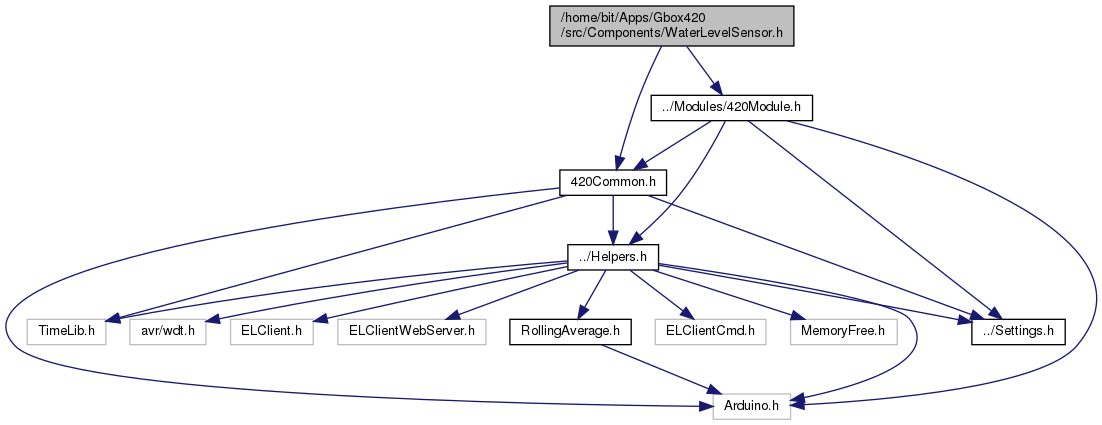 /home/bit/Apps/Gbox420
/src/Components/WaterLevelSensor.h
../Modules/420Module.h
420Common.h
../Helpers.h
TimeLib.h
avr/wdt.h
ELClient.h
ELClientWebServer.h
RollingAverage.h
ELClientCmd.h
MemoryFree.h
../Settings.h
Arduino.h